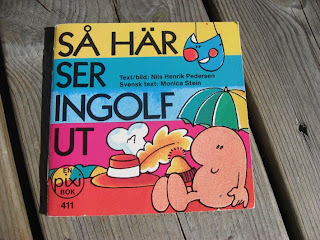 SÅ HÄR
SER
Text/bild: Nils Henrik Pedersen
Svensk text: Monica Stein
INGOLF
UT
EN
pixi
BOK
411